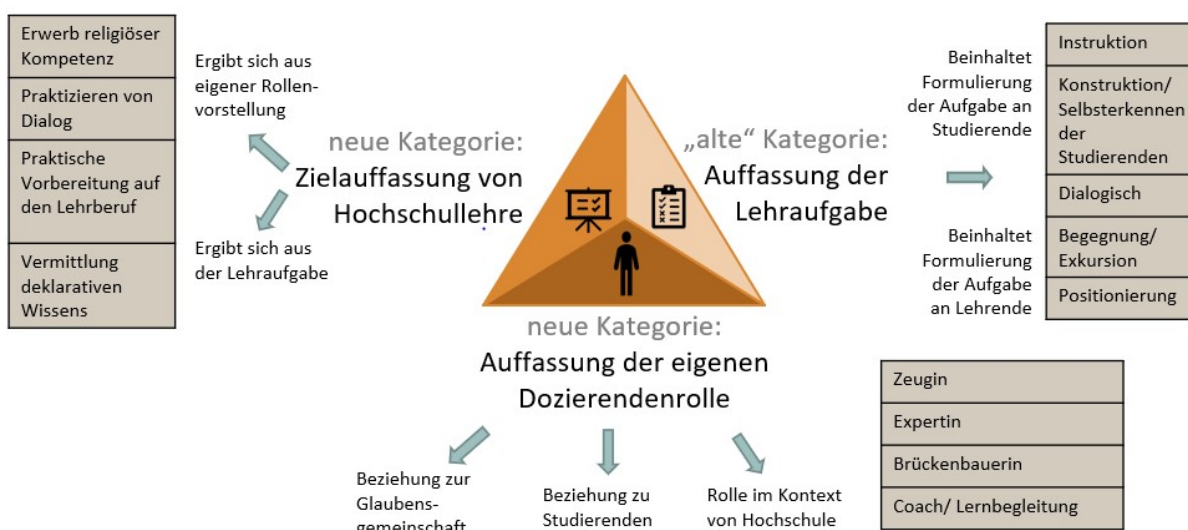 Erwerb religiöser
Kompetenz
Praktizieren von
Dialog
Praktische
Vorbereitung auf
den Lehrberuf
Vermittlung
deklarativen
Wissens
Ergibt sich aus
eigener Rollen-
vorstellung
neue Kategorie:
Zielauffassung von
Hochschullehre
Ergibt sich aus
der Lehraufgabe
„alte“ Kategorie:
Auffassung der
Lehraufgabe
Beinhaltet
Formulierung
der Aufgabe an
Studierende
Beinhaltet
Formulierung
der Aufgabe
an Lehrende
Instruktion
Konstruktion/
Selbsterkennen
der
Studierenden
Dialogisch
Begegnung/
Exkursion
Positionierung
neue Kategorie:
Auffassung der eigenen
Dozierendenrolle
Beziehung zur
Glaubens-
gemeinschaft
Beziehung zu
Studierenden
Rolle im Kontext
von Hochschule
Zeugin
Expertin
Brückenbauerin
Coach/ Lernbegleitung